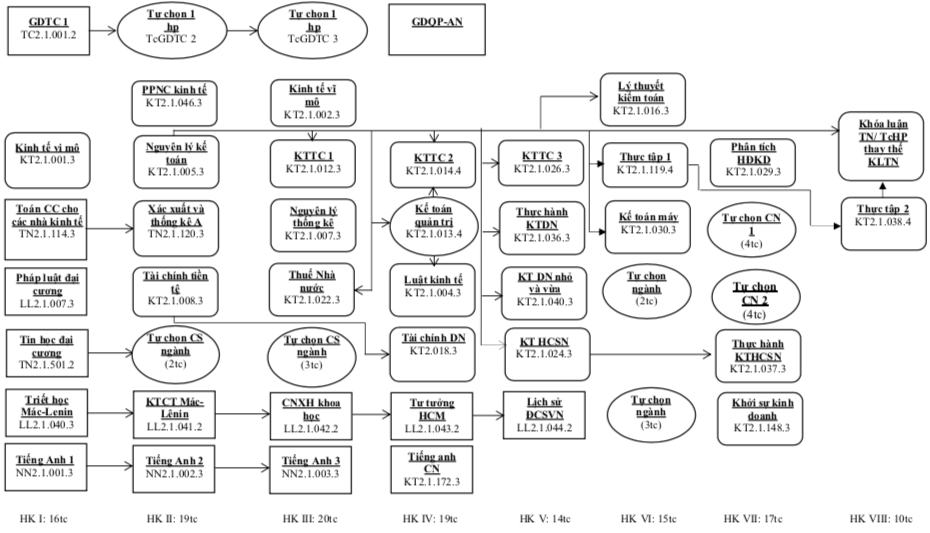 GDTC 1
TC2.1.001.2
Tự chọn 1
hp
TcGDTC 2
Tự chọn 1
hp
TcGDTC 3
GDQP-AN
PPNC kinh tế
KT2.1.046.3
Kinh tế vĩ
mô
KT2.1.002.3
Lý thuyết
kiểm toán
KT2.1.016.3
Kinh tế vi mô
KT2.1.001.3
Nguyên lý kế
toán
KT2.1.005.3
KTTC 1
KT2.1.012.3
KTTC 2
KT2.1.014.4
KTTC 3
KT2.1.026.3
Thực tập 1
KT2.1.119.4
Phân tích
HĐKD
KT2.1.029.3
Khóa luận
TN/ TcHP
thay thế
KLTN
Toán CC cho
các nhà kinh tế
TN2.1.114.3
Xác xuất và
thống kê A
TN2.1.120.3
Nguyên lý
thống kê
KT2.1.007.3
Kế toán
quản trị
KT2.1.013.4
Thực hành
KTDN
KT2.1.036.3
Kế toán máy
KT2.1.030.3
Tự chọn CN
1
(4tc)
Thực tập 2
KT2.1.038.4
Pháp luật đại
cương
LL2.1.007.3
Tài chính tiền
tệ
KT2.1.008.3
Thuế Nhà
nước
KT2.1.022.3
Luật kinh tế
KT2.1.004.3
KT DN nhỏ
và vừa
KT2.1.040.3
Tự chọn
ngành
(2tc)
Tự chọn
CN 2
(4tc)
Tin học đại
cương
TN2.1.501.2
Tự chọn CS
ngành
(2tc)
Tự chọn CS
ngành
(3tc)
Tài chính DN
KT2.018.3
KT HCSN
KT2.1.024.3
Thực hành
KTHCSN
KT2.1.037.3
Triết học
Mác-Lenin
LL2.1.040.3
KTCT Mác-
Lênin
LL2.1.041.2
CNXH khoa
học
LL2.1.042.2
Tư tưởng
HCM
LL2.1.043.2
Lịch sử
ĐCSVN
LL2.1.044.2
Tự chọn
ngành
(3tc)
Khởi sự kinh
doanh
KT2.1.148.3
Tiếng Anh 1
NN2.1.001.3
Tiếng Anh 2
NN2.1.002.3
Tiếng Anh 3
NN2.1.003.3
Tiếng anh
CN
KT2.1.172.3
HK I: 16tc
HK II: 19tc
HK III: 20tc
HK IV: 19tc
HK V: 14tc
HK VI: 15tc
HK VII: 17tc
HK VIII: 10tc